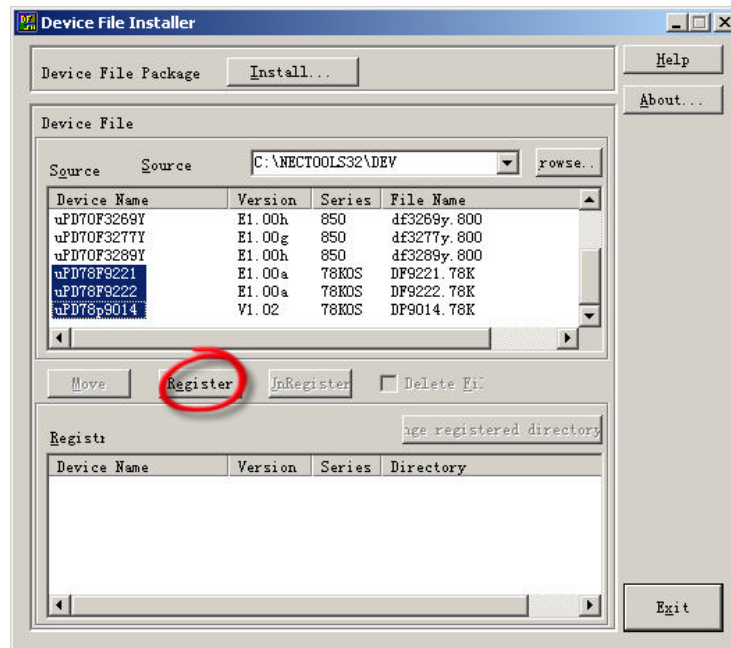 Device File Installer
Device File Package Install...
Help
About...
Device File
Source Source C:\NECTOOLS32\DEV rowse..
Device Name Version Series File Name
uPD70F3269Y E1.00h 850 df3269y.800
uPD70F3277Y E1.00g 850 df3277y.800
uPD70F3289Y E1.00h 850 df3289y.800
uPD78F9221 E1.00a 78K0S DF9221.78K
uPD78F9222 E1.00a 78K0S DF9222.78K
uPD78p9014 V1.02 78K0S DP9014.78K
Move Register UnRegister Delete Fi
Registr nge registered directory
Device Name Version Series Directory
Exit